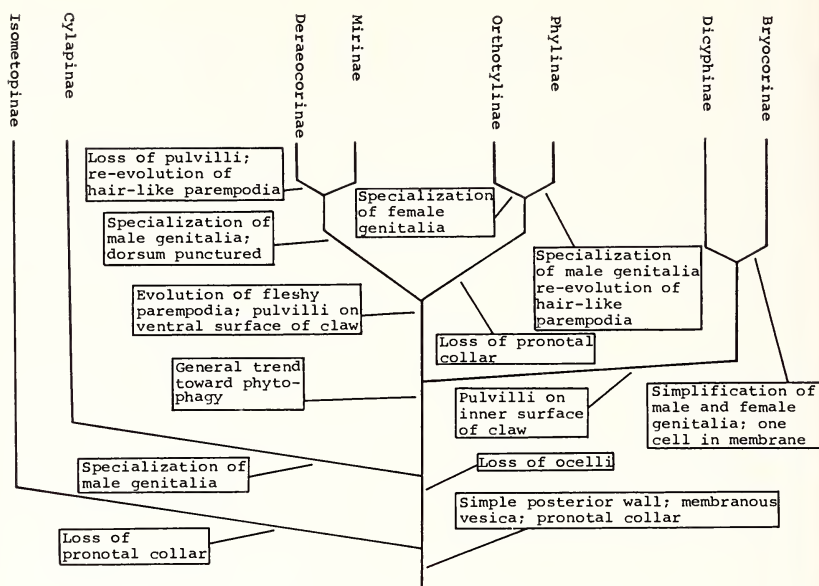 Isometopinae
Cylapinae
Deraeocorinae
Mirinae
Orthotylinae
Phylinae
Dicyphinae
Bryocorinae
Loss of pulvilli;
re-evolution of
hair-like parempodia
Specialization
of female
genitalia
Specialization of
male genitalia;
dorsum punctured
Specialization
of male genitalia
re-evolution of
hair-like
parempodia
Evolution of fleshy
parempodia; pulvilli on
ventral surface of claw
Loss of pronotal
collar
General trend
toward phyto-
phagy
Pulvilli on
inner surface
of claw
Simplification of
male and female
genitalia; one
cell in membrane
Specialization of
male genitalia
Loss of ocelli
Simple posterior wall; membranous
vesica; pronotal collar
Loss of
pronotal collar